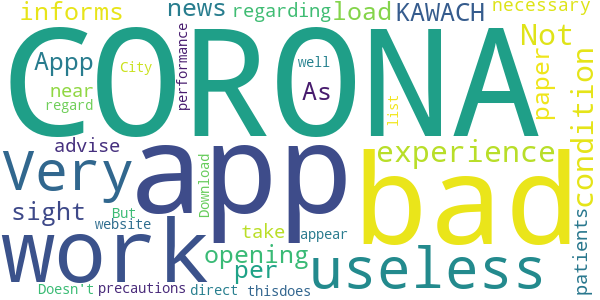 informs
news
regarding
load
KAWACH
necessary
CORONA
Appp
City
near
regard
performance
well
As
list
Not
paper
condition
advise
Very
app
experience
bad
sight
But
website
Download
take
appear
work
opening
per
useless
patients
Doesn't
precautions
direct
thisdoes